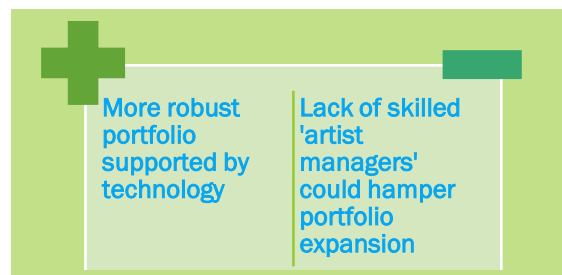 More robust
portfolio
supported by
technology
Lack of skilled
'artist
managers'
could hamper
portfolio
expansion